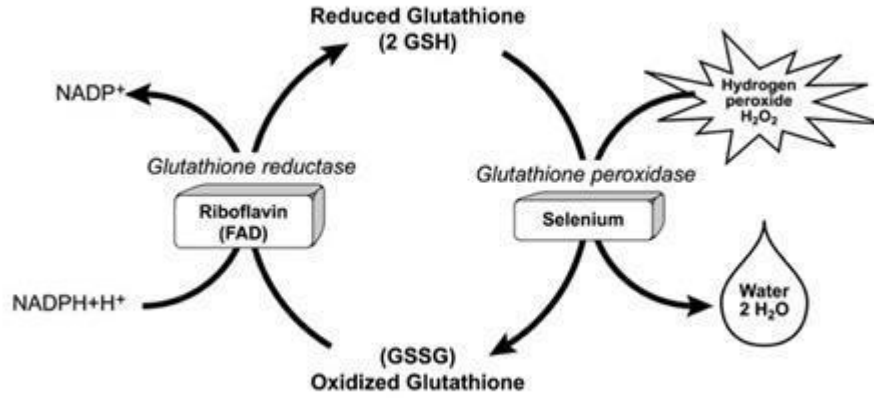 Reduced Glutathione
(2 GSH)
NADP⁺
Hydrogen
peroxide
H₂O₂
Glutathione reductase
Glutathione peroxidase
Riboflavin
(FAD)
Selenium
NADPH+H⁺
Water
2 H₂O
(GSSG)
Oxidized Glutathione